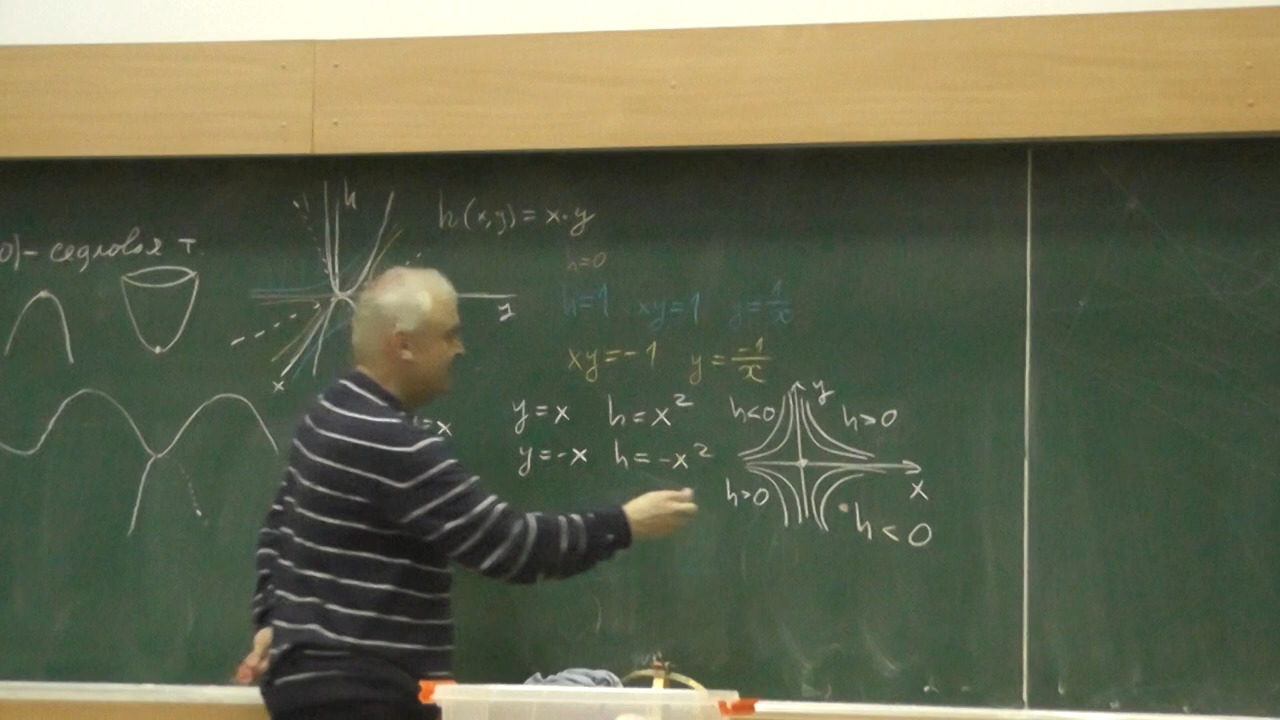 0) – седловая т.
h
y
x
h(x,y) = x·y
h=0
h=1 xy=1 y=1/x
xy=-1 y=-1/x
=x
y=x h=x²
y=-x h=-x²
y
h<0 h>0
x
h>0 h<0